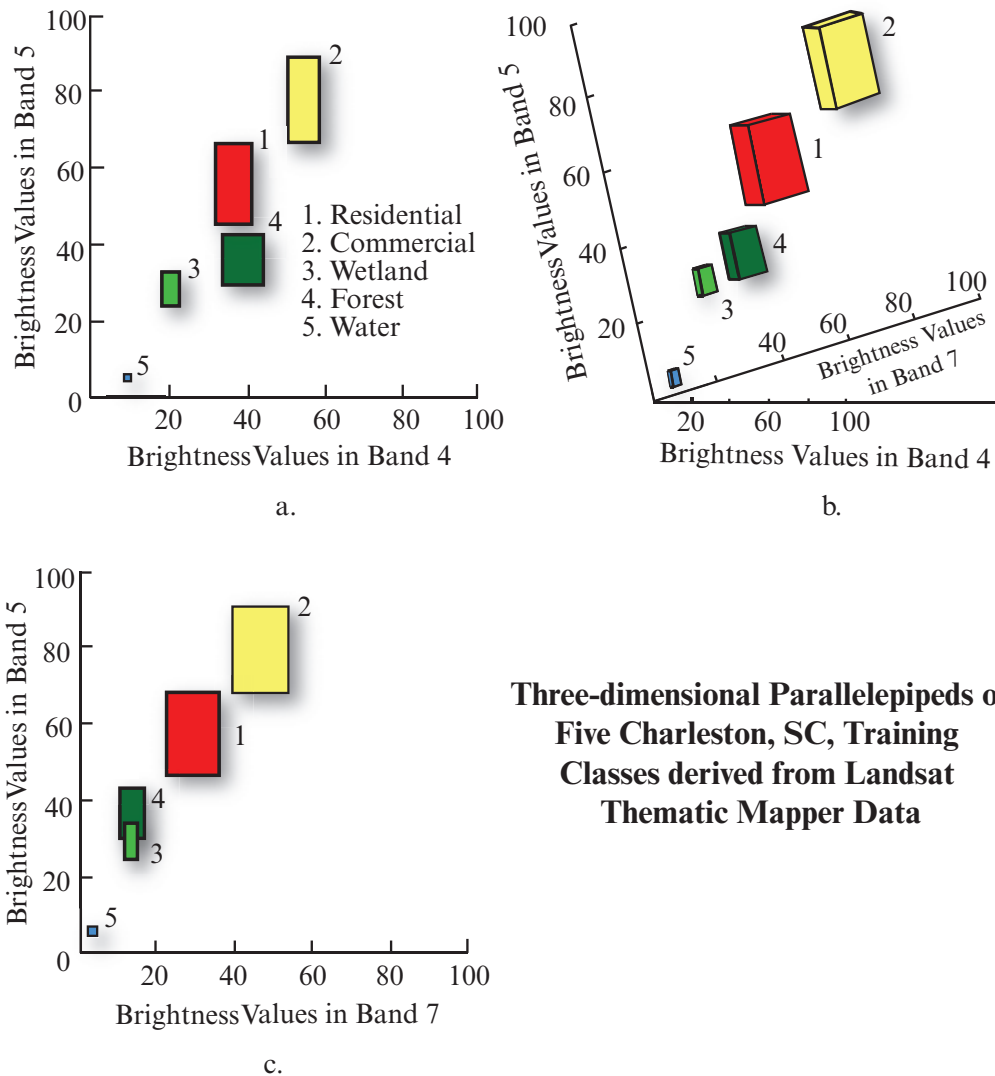 100
80
60
40
20
0
20
40
60
80
100
Brightness Values in Band 5
Brightness Values in Band 4
2
1
4
3
5
1. Residential
2. Commercial
3. Wetland
4. Forest
5. Water
a.
100
80
60
40
20
Brightness Values in Band 5
2
1
4
3
5
100
80
60
40
Brightness Values
in Band 7
20
60
100
Brightness Values in Band 4
b.
100
80
60
40
20
0
20
40
60
80
100
Brightness Values in Band 5
Brightness Values in Band 7
2
1
4
3
5
c.
Three-dimensional Parallelepipeds o
Five Charleston, SC, Training
Classes derived from Landsat
Thematic Mapper Data